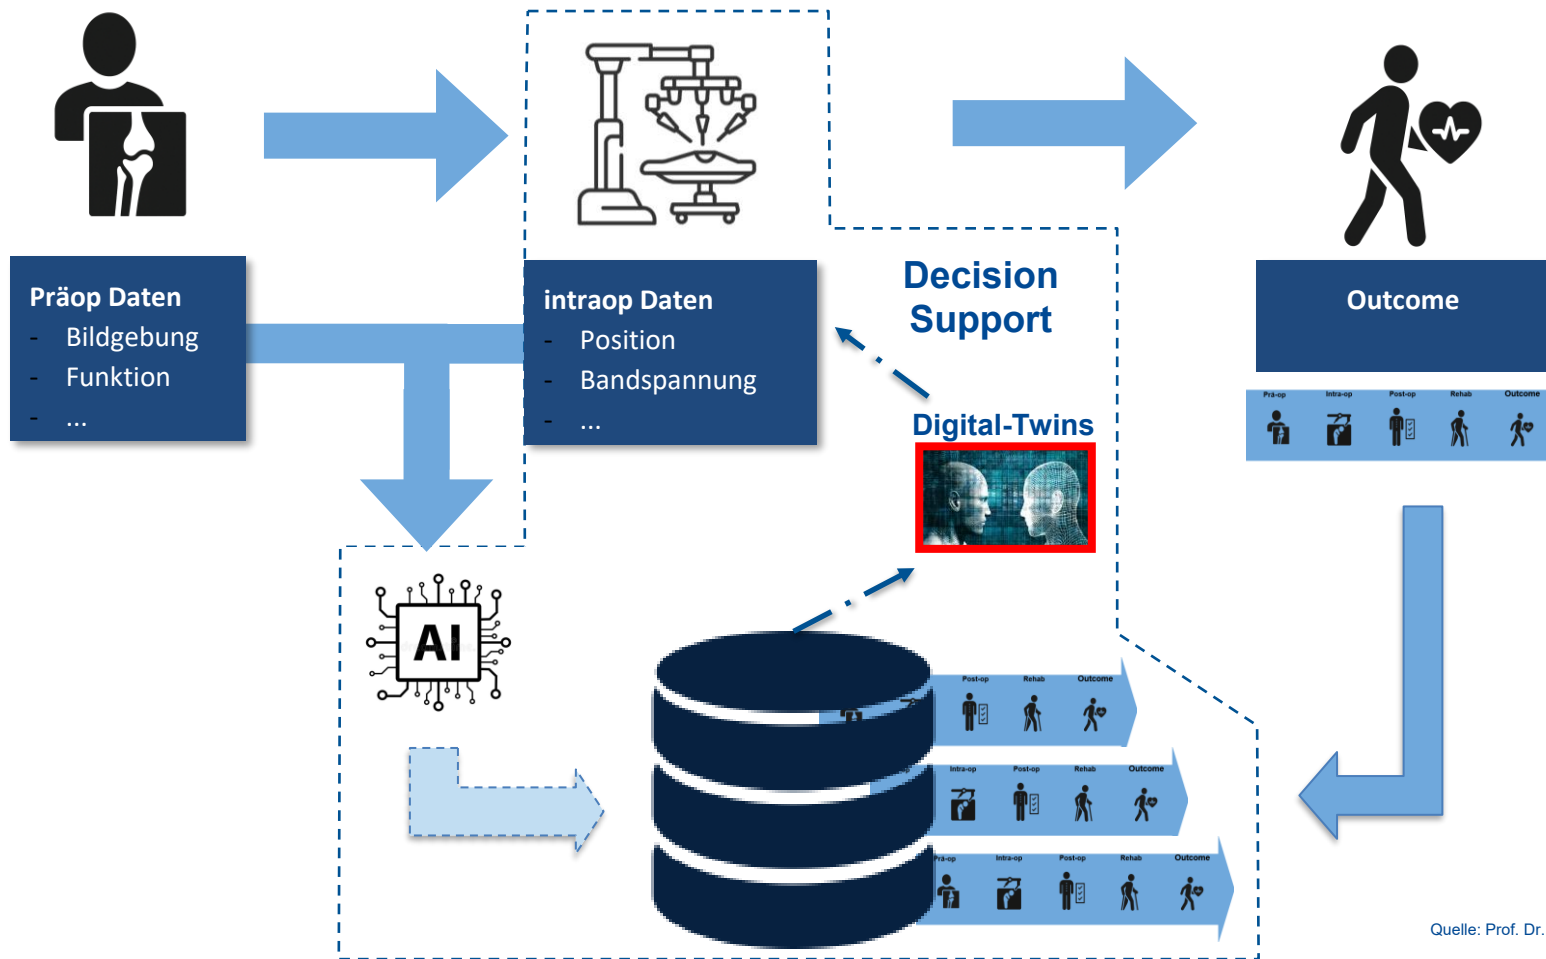 Präop Daten
- Bildgebung
- Funktion
- ...
intraop Daten
- Position
- Bandspannung
- ...
Decision
Support
Outcome
Prä-op Intra-op Post-op Rehab Outcome
Digital-Twins
AI
Post-op Rehab Outcome
Intra-op Post-op Rehab Outcome
Prä-op Intra-op Post-op Rehab Outcome
Quelle: Prof. Dr.